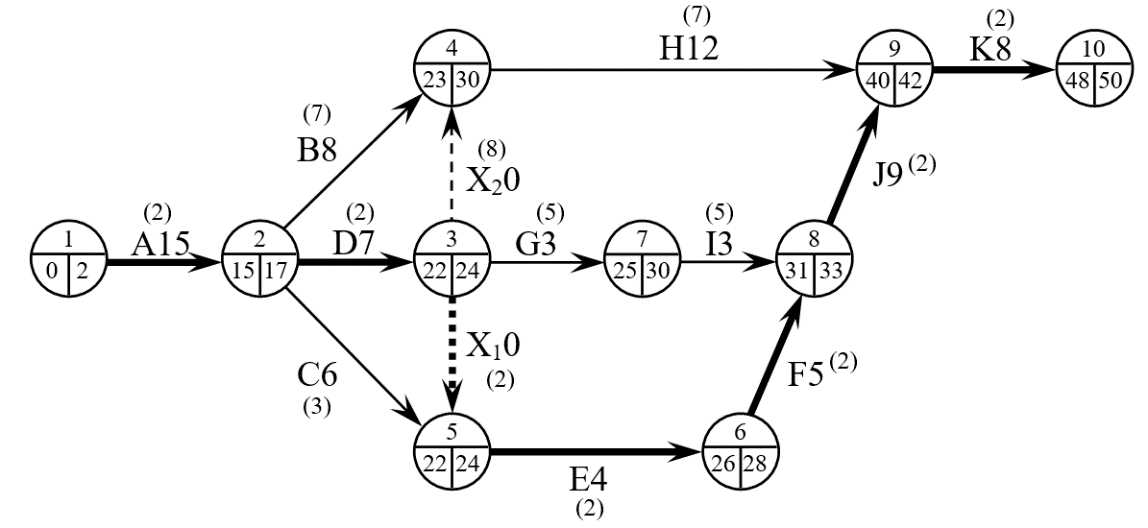 (7)
H12
(2)
K8
4
23 30
9
40 42
10
48 50
(7)
B8
(8)
X₂0
J9 (2)
(2)
A15
(2)
D7
(5)
G3
(5)
I3
1
0 2
2
15 17
3
22 24
7
25 30
8
31 33
X₁0
(2)
C6
(3)
F5 (2)
5
22 24
6
26 28
E4
(2)